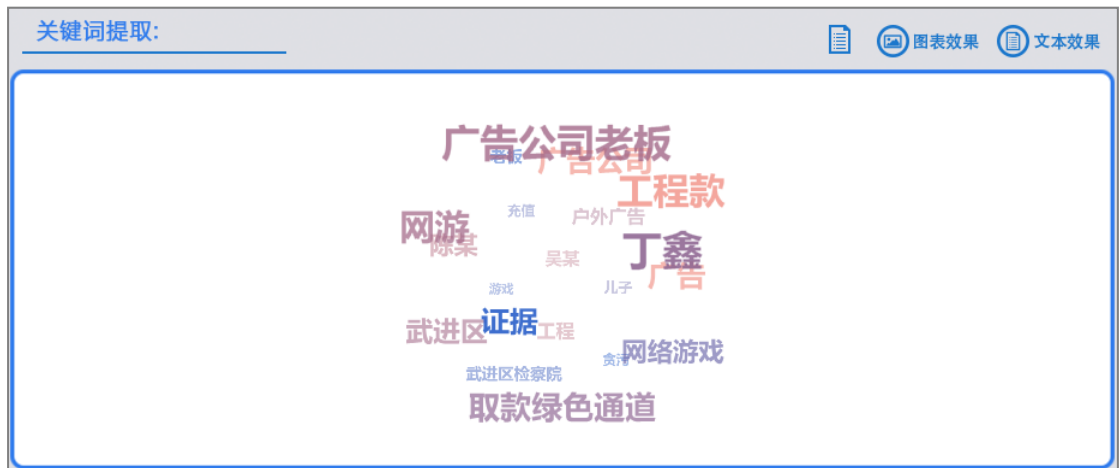 关键词提取:
图表效果 文本效果
广告公司老板
老板 广告公司
工程款
充值 户外广告
网游
陈某
丁鑫
吴某
广告
游戏 儿子
证据
武进区 工程
网络游戏
贪污
武进区检察院
取款绿色通道